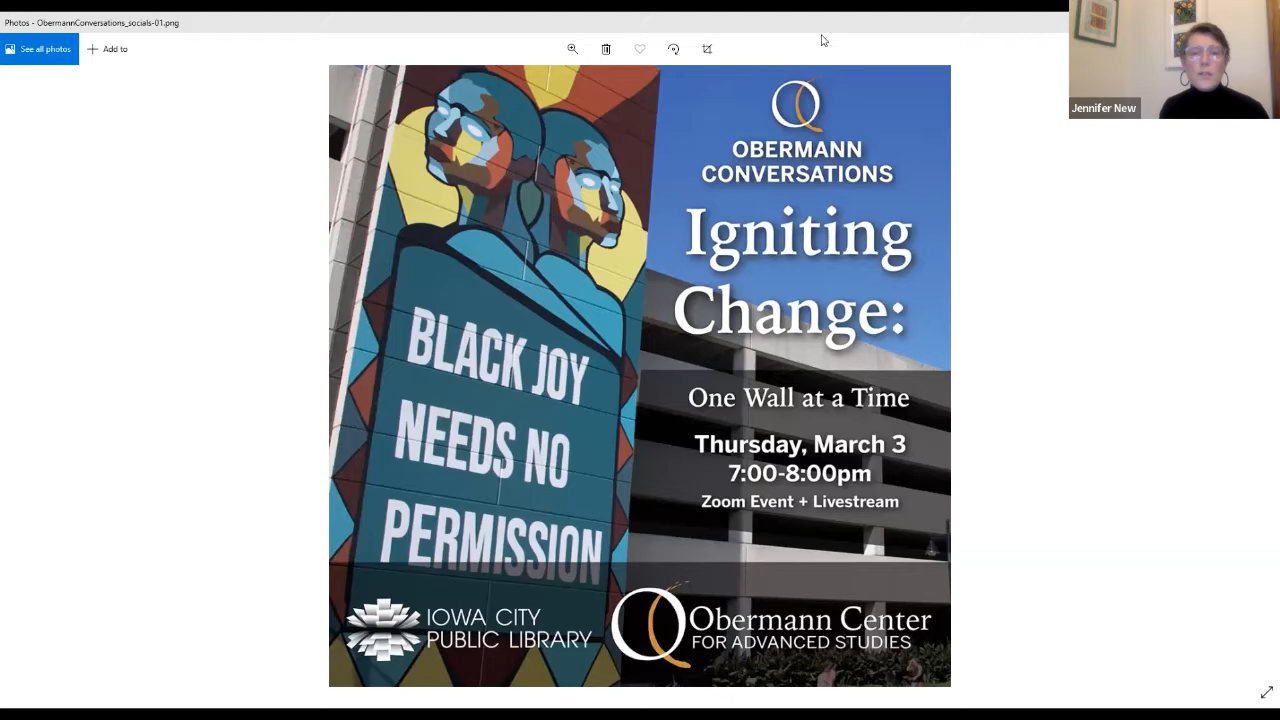 Photos - ObermannConversations_socials-01.png
See all photos
Add to
Jennifer New
OBERMANN
CONVERSATIONS
Igniting
Change:
One Wall at a Time
Thursday, March 3
7:00-8:00pm
Zoom Event + Livestream
BLACK JOY
NEEDS NO
PERMISSION
IOWA CITY
PUBLIC LIBRARY
Obermann Center
FOR ADVANCED STUDIES